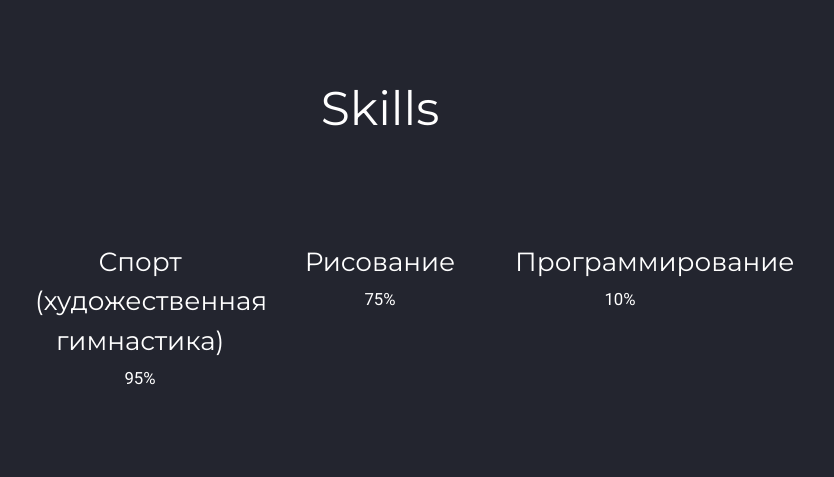 Skills
Спорт
(художественная
гимнастика)
95%
Рисование
75%
Программирование
10%